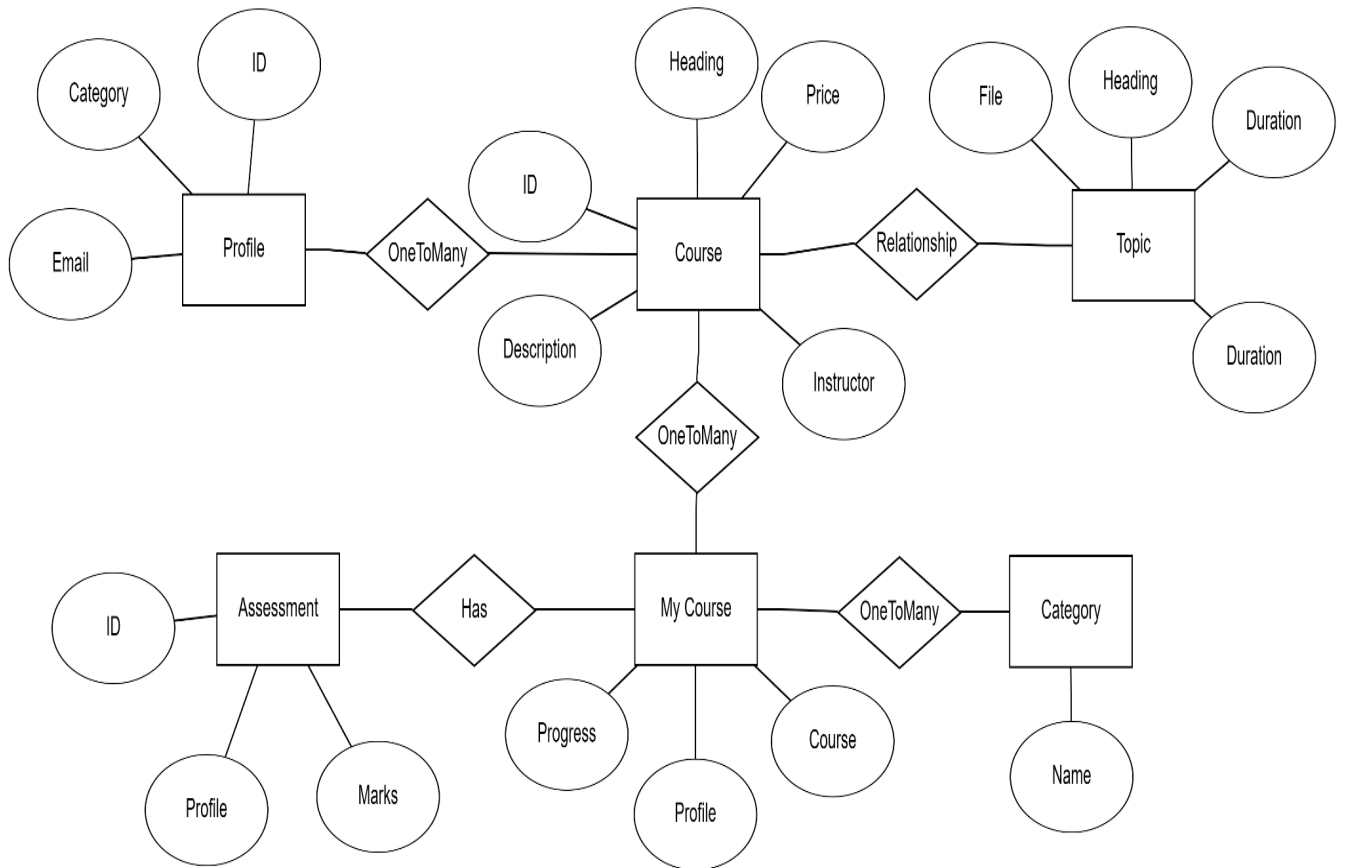 Heading
ID
Category
Price
Heading
File
Duration
ID
Profile
OneToMany
Course
Relationship
Topic
Email
Description
Instructor
Duration
OneToMany
Assessment
Has
My Course
OneToMany
Category
ID
Progress
Course
Name
Profile
Marks
Profile